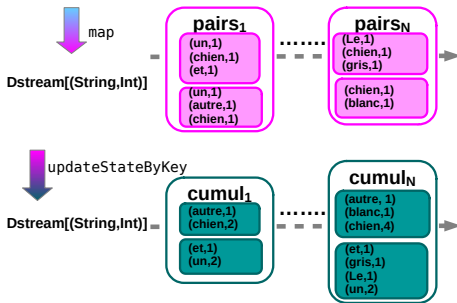 map
Dstream[(String,Int)]
pairs1
(un,1)
(chien,1)
(et,1)
(un,1)
(autre,1)
(chien,1)
........
pairsN
(Le,1)
(chien,1)
(gris,1)
(chien,1)
(blanc,1)
updateStateByKey
Dstream[(String,Int)]
cumul1
(autre,1)
(chien,2)
(et,1)
(un,2)
........
cumulN
(autre, 1)
(blanc,1)
(chien,4)
(et,1)
(gris,1)
(Le,1)
(un,2)